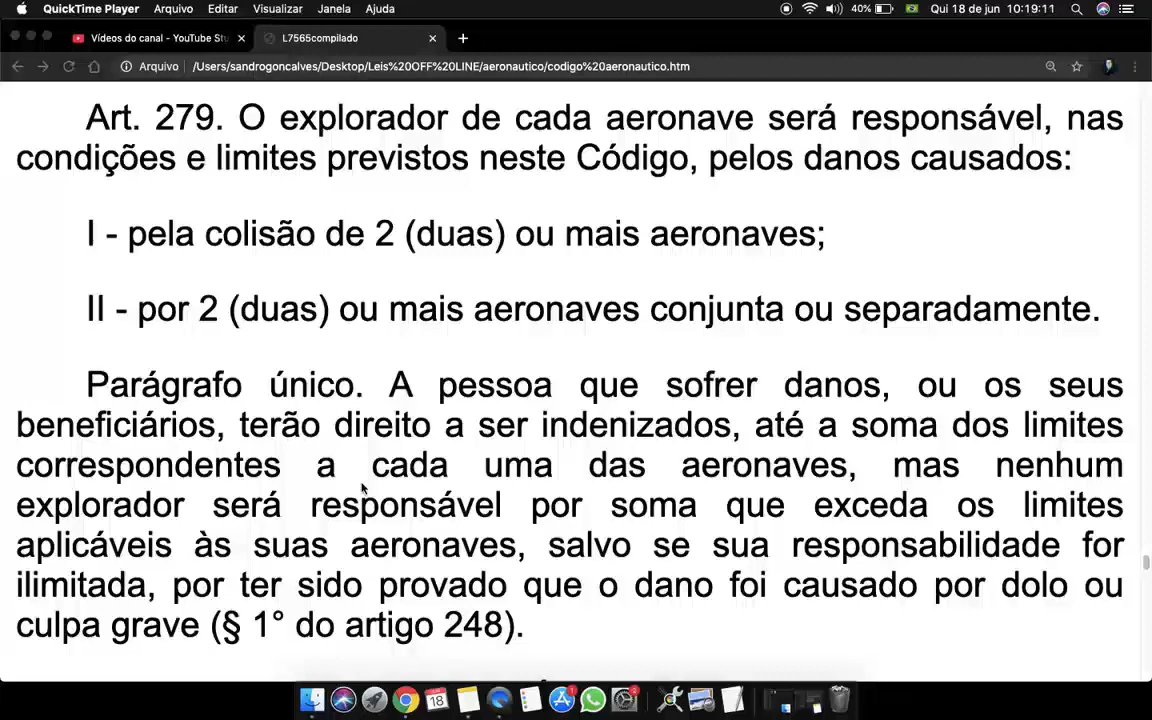 QuickTime Player Arquivo Editar Visualizar Janela Ajuda 40% Qui 18 de jun 10:19:11
Vídeos do canal - YouTube Stu L7565compilado
Arquivo /Users/sandrogoncalves/Desktop/Leis%20OFF%20LINE/aeronautico/codigo%20aeronautico.htm
Art. 279. O explorador de cada aeronave será responsável, nas
condições e limites previstos neste Código, pelos danos causados:
I - pela colisão de 2 (duas) ou mais aeronaves;
II - por 2 (duas) ou mais aeronaves conjunta ou separadamente.
Parágrafo único. A pessoa que sofrer danos, ou os seus
beneficiários, terão direito a ser indenizados, até a soma dos limites
correspondentes a cada uma das aeronaves, mas nenhum
explorador será responsável por soma que exceda os limites
aplicáveis às suas aeronaves, salvo se sua responsabilidade for
ilimitada, por ter sido provado que o dano foi causado por dolo ou
culpa grave (§ 1° do artigo 248).
18